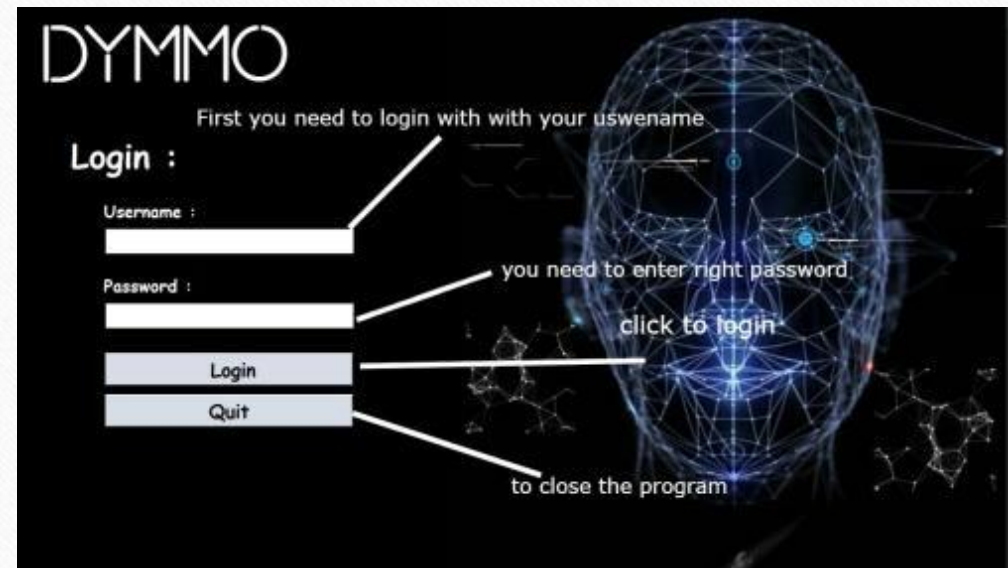 DYMMO
First you need to login with with your uswename
Login :
Username :
you need to enter right password
Password :
click to login
Login
Quit
to close the program